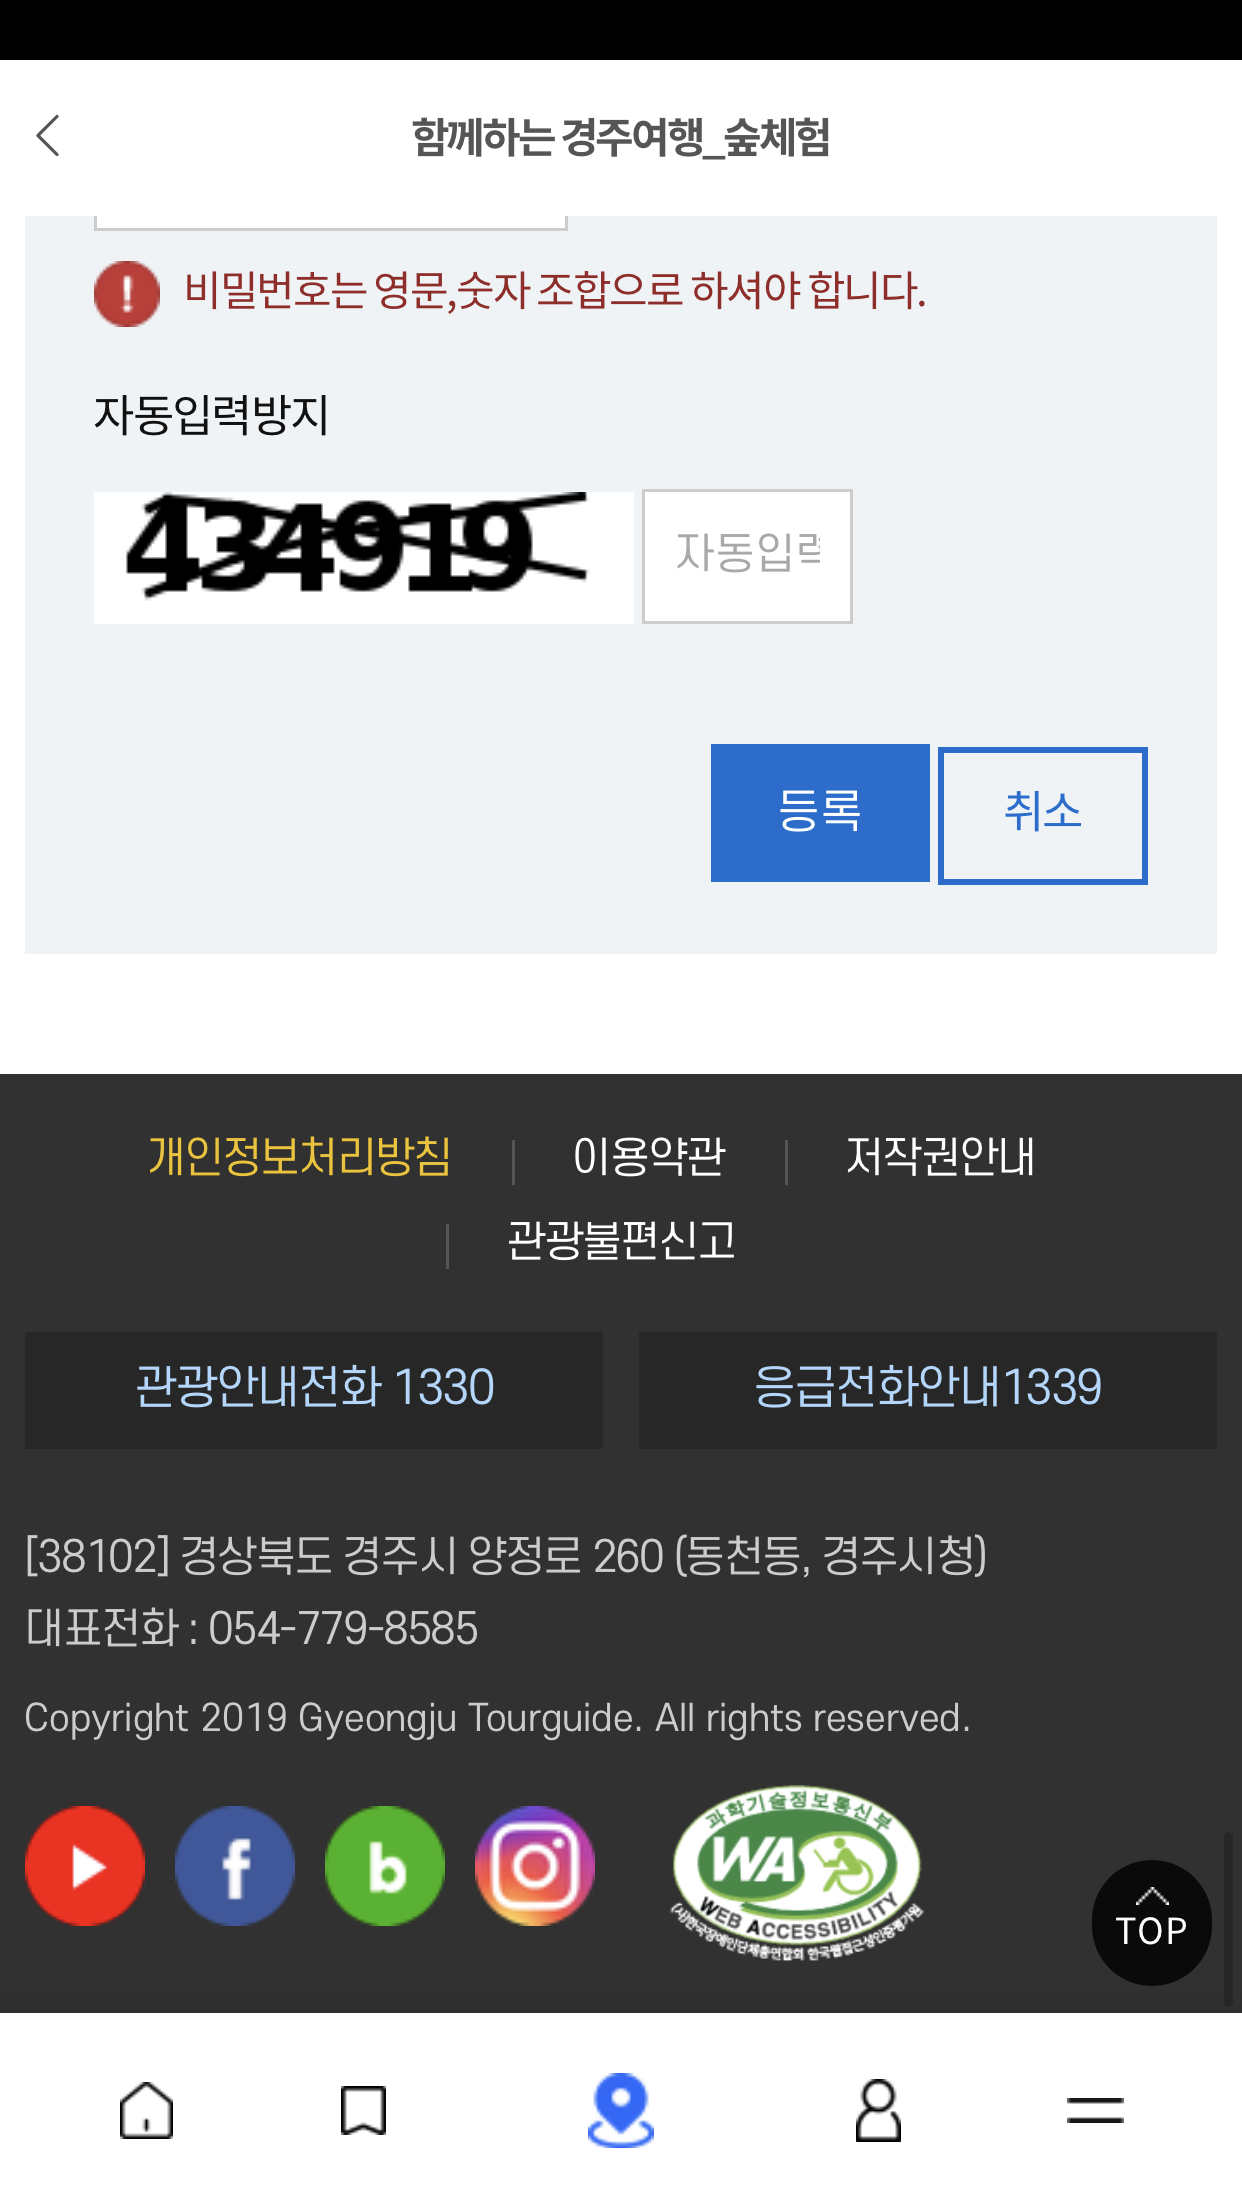 함께하는 경주여행_숲체험
비밀번호는 영문,숫자 조합으로 하셔야 합니다.
자동입력방지
434919
자동입력
등록
취소
개인정보처리방침
이용약관
저작권안내
관광불편신고
관광안내전화 1330
응급전화안내1339
[38102] 경상북도 경주시 양정로 260 (동천동, 경주시청)
대표전화 : 054-779-8585
Copyright 2019 Gyeongju Tourguide. All rights reserved.
f
b
과학기술정보통신부
WA
WEB ACCESSIBILITY
(사)한국장애인단체총연합회 한국웹접근성인증평가원
TOP